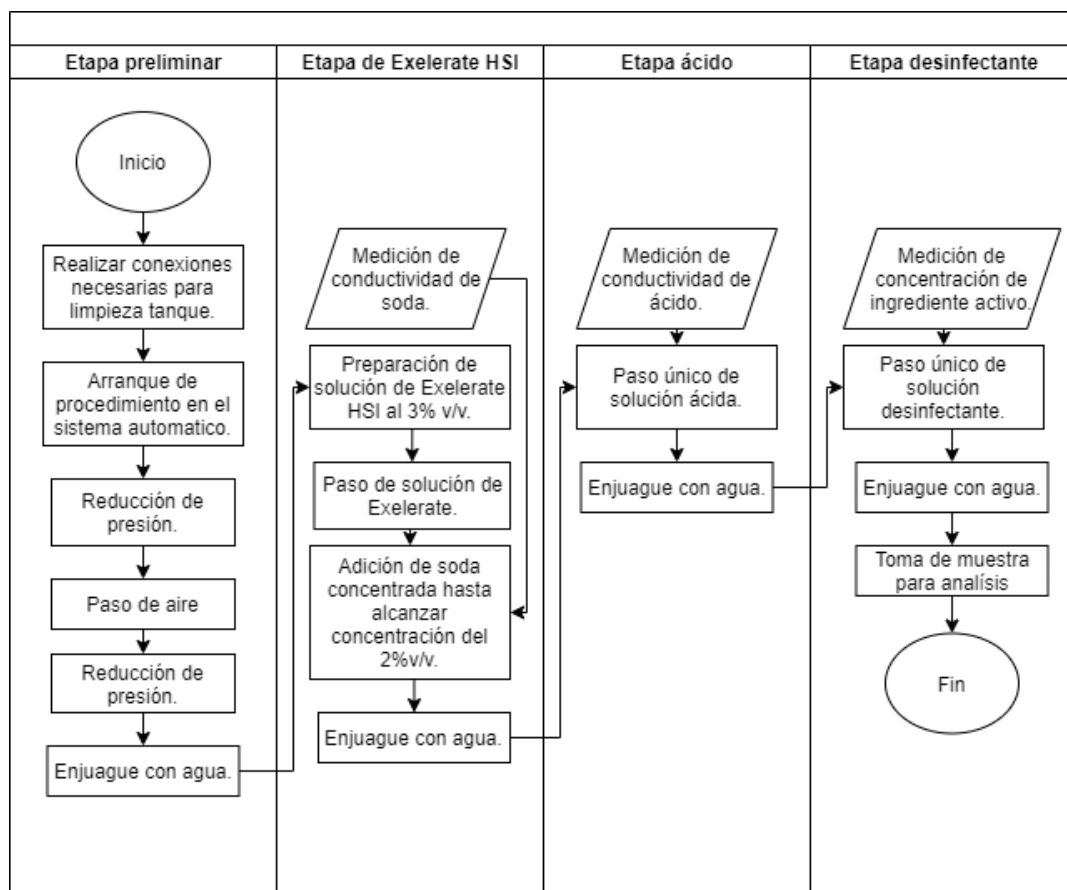 Etapa preliminar
Etapa de Exelerate HSI
Etapa ácido
Etapa desinfectante
Inicio
Realizar conexiones
necesarias para
limpieza tanque.
Arranque de
procedimiento en el
sistema automatico.
Reducción de
presión.
Paso de aire
Reducción de
presión.
Enjuague con agua.
Medición de
conductividad de
soda.
Preparación de
solución de Exelerate
HSI al 3% v/v.
Paso de solución de
Exelerate.
Adición de soda
concentrada hasta
alcanzar
concentración del
2%v/v.
Enjuague con agua.
Medición de
conductividad de
ácido.
Paso único de
solución ácida.
Enjuague con agua.
Medición de
concentración de
ingrediente activo.
Paso único de
solución
desinfectante.
Enjuague con agua.
Toma de muestra
para analísis
Fin